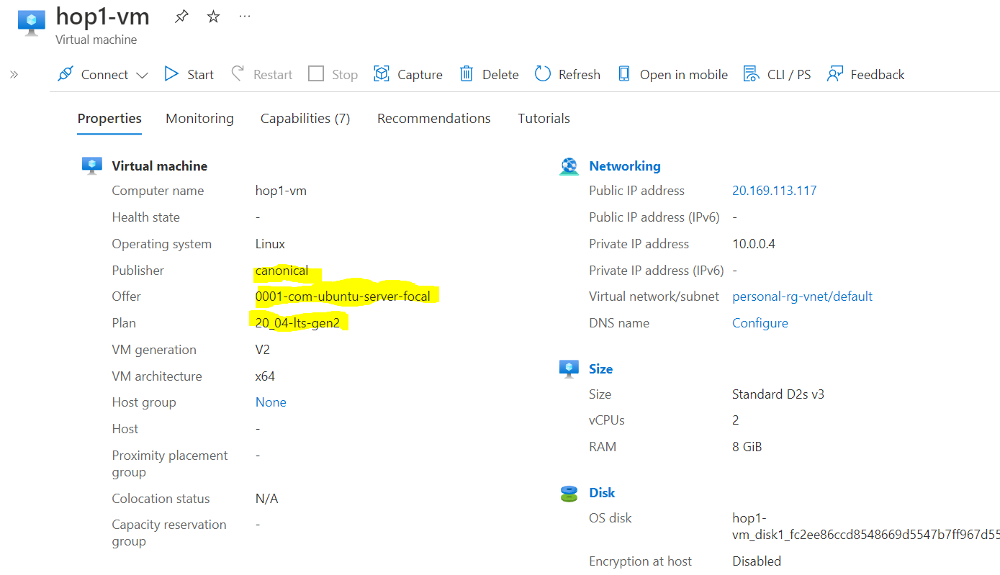 hop1-vm
Virtual machine
Connect Start Restart Stop Capture Delete Refresh Open in mobile CLI / PS Feedback
Properties Monitoring Capabilities (7) Recommendations Tutorials
Virtual machine
Computer name hop1-vm
Health state -
Operating system Linux
Publisher canonical
Offer 0001-com-ubuntu-server-focal
Plan 20_04-lts-gen2
VM generation V2
VM architecture x64
Host group None
Host -
Proximity placement -
group
Colocation status N/A
Capacity reservation -
group
Networking
Public IP address 20.169.113.117
Public IP address (IPv6) -
Private IP address 10.0.0.4
Private IP address (IPv6) -
Virtual network/subnet personal-rg-vnet/default
DNS name Configure
Size
Size Standard D2s v3
vCPUs 2
RAM 8 GiB
Disk
OS disk hop1-
vm_disk1_fc2ee86ccd8548669d5547b7ff967d55
Encryption at host Disabled